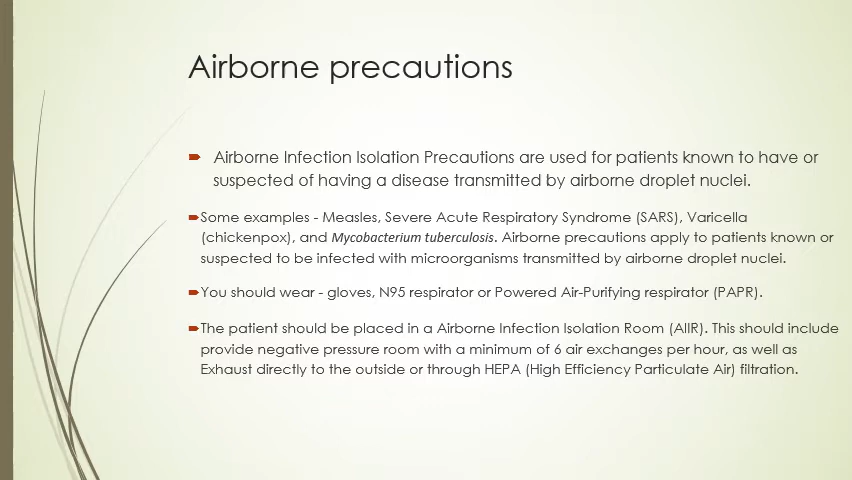 Airborne precautions
Airborne Infection Isolation Precautions are used for patients known to have or
suspected of having a disease transmitted by airborne droplet nuclei.
Some examples - Measles, Severe Acute Respiratory Syndrome (SARS), Varicella
(chickenpox), and Mycobacterium tuberculosis. Airborne precautions apply to patients known or
suspected to be infected with microorganisms transmitted by airborne droplet nuclei.
You should wear - gloves, N95 respirator or Powered Air-Purifying respirator (PAPR).
The patient should be placed in a Airborne Infection Isolation Room (AIIR). This should include
provide negative pressure room with a minimum of 6 air exchanges per hour, as well as
Exhaust directly to the outside or through HEPA (High Efficiency Particulate Air) filtration.